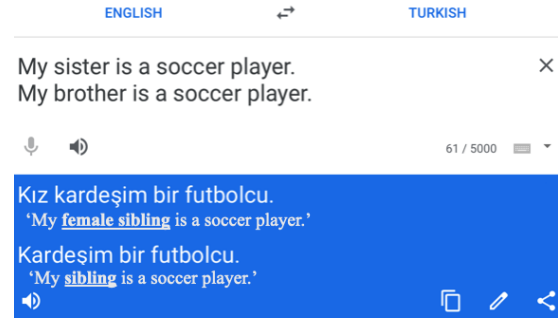 ENGLISH TURKISH
My sister is a soccer player.
My brother is a soccer player.
61 / 5000
Kız kardeşim bir futbolcu.
‘My female sibling is a soccer player.’
Kardeşim bir futbolcu.
‘My sibling is a soccer player.’